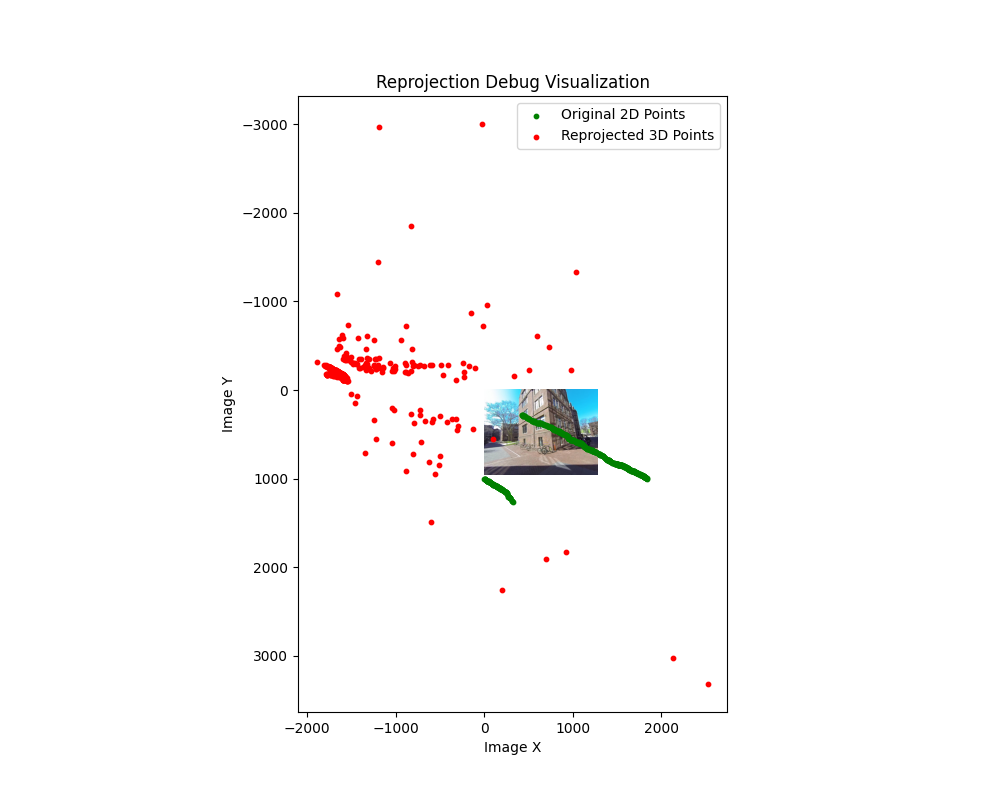 Reprojection Debug Visualization
Original 2D Points
Reprojected 3D Points
−3000
−2000
−1000
0
1000
2000
3000
Image Y
−2000
−1000
0
1000
2000
Image X